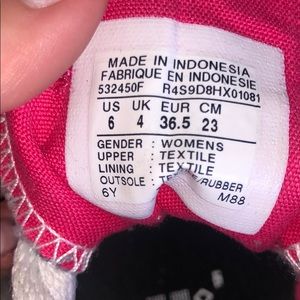 MADE IN INDONESIA
FABRIQUE EN INDONESIE
532450F R4S9D8HX01081
US UK EUR CM
6 4 36.5 23
GENDER : WOMENS
UPPER : TEXTILE
LINING : TEXTILE
OUTSOLE : RUBBER
6Y M88